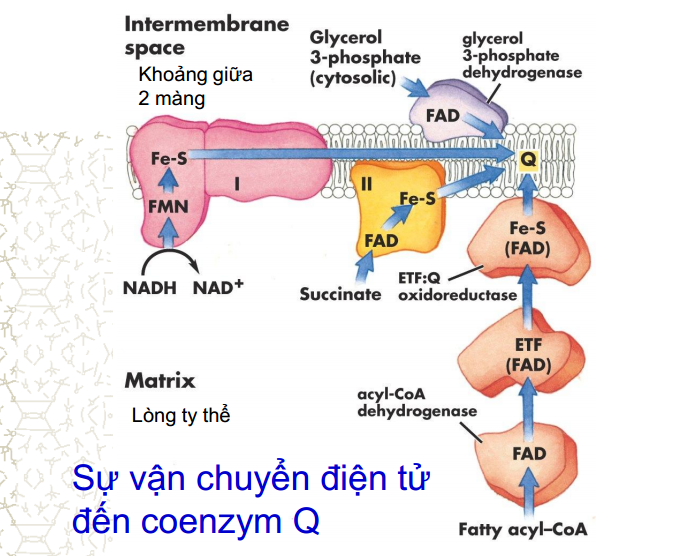 Intermembrane
space
Khoảng giữa
2 màng
Glycerol
3-phosphate
(cytosolic)
glycerol
3-phosphate
dehydrogenase
FAD
Fe-S
I
FMN
NADH NAD+
II
Fe-S
FAD
Succinate
Q
Fe-S
(FAD)
ETF:Q
oxidoreductase
ETF
(FAD)
acyl-CoA
dehydrogenase
FAD
Fatty acyl–CoA
Matrix
Lòng ty thể
Sự vận chuyển điện tử
đến coenzym Q